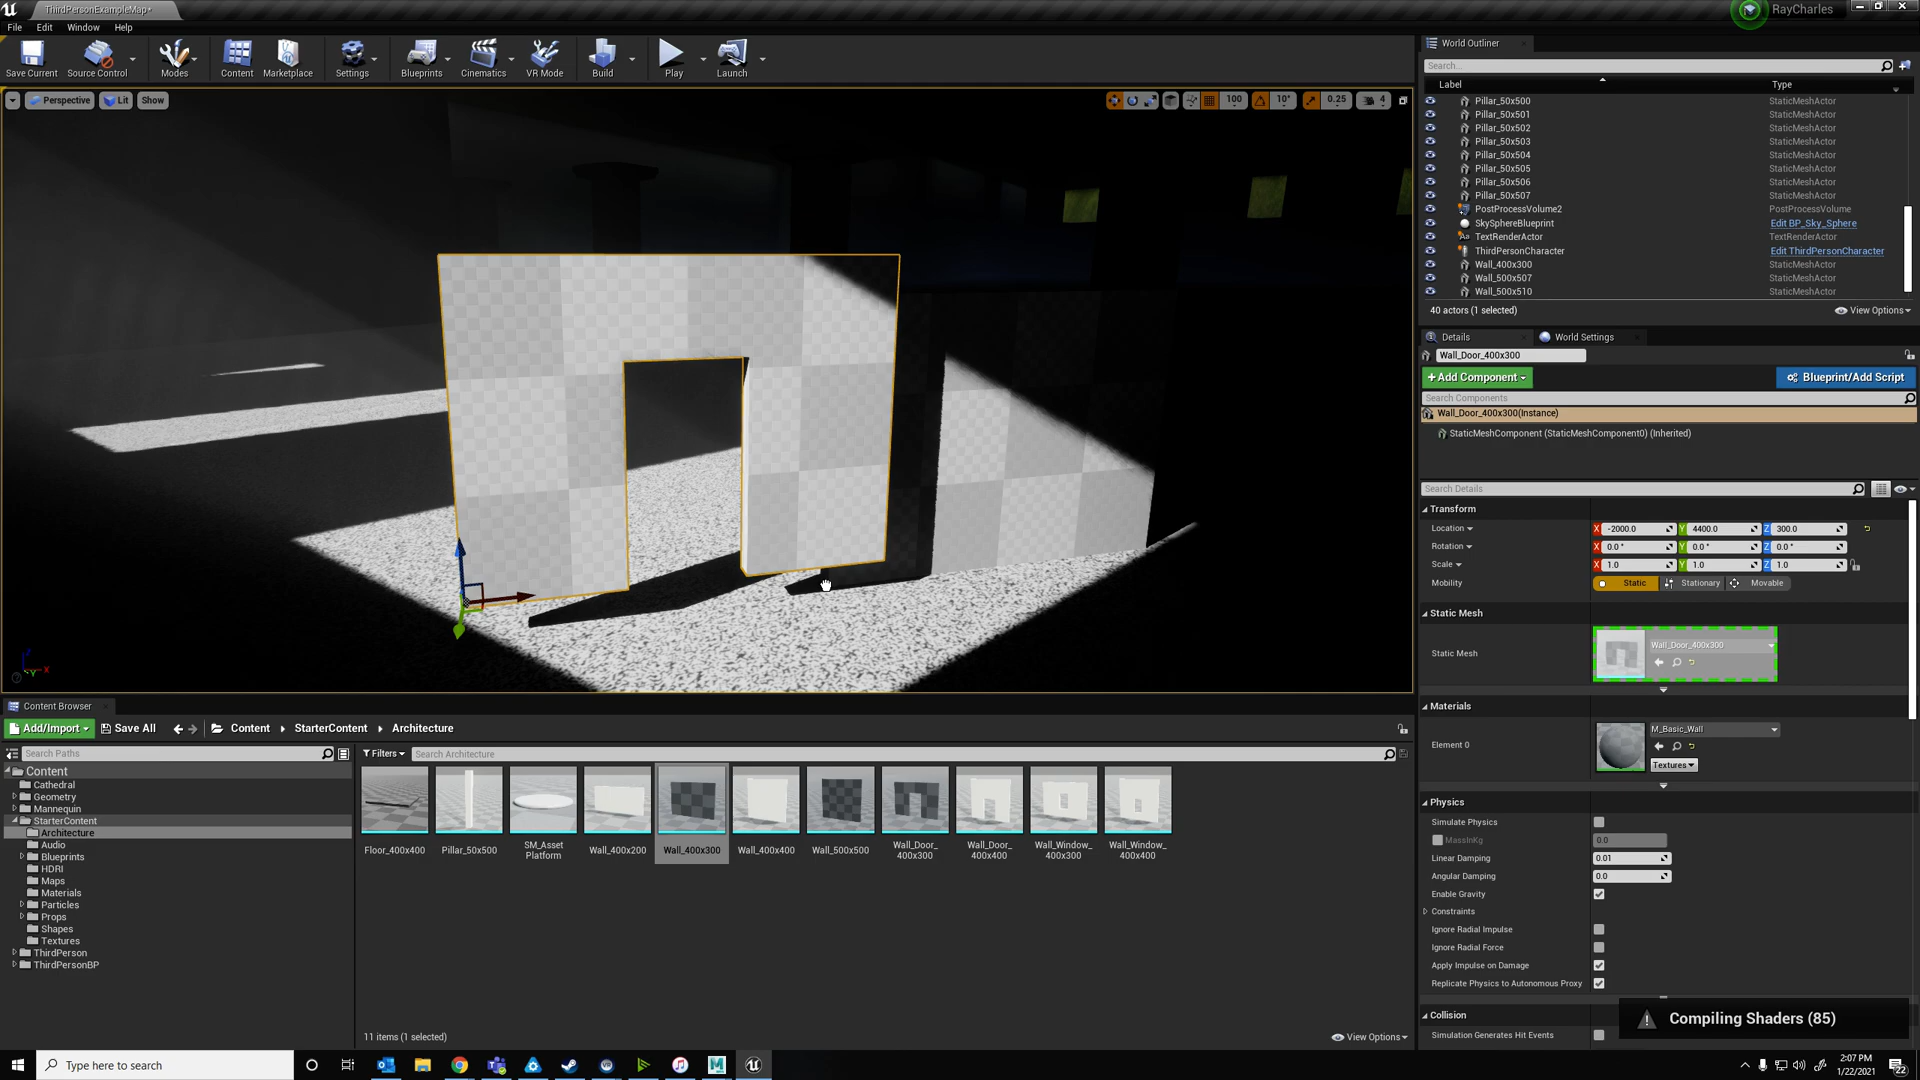 ThirdPersonExampleMap*
RayCharles
File Edit Window Help
Save Current Source Control Modes Content Marketplace Settings Blueprints Cinematics VR Mode Build Play Launch
Perspective Lit Show
100 10° 0.25 4
World Outliner
Search...
Label Type
Pillar_50x500 StaticMeshActor
Pillar_50x501 StaticMeshActor
Pillar_50x502 StaticMeshActor
Pillar_50x503 StaticMeshActor
Pillar_50x504 StaticMeshActor
Pillar_50x505 StaticMeshActor
Pillar_50x506 StaticMeshActor
Pillar_50x507 StaticMeshActor
PostProcessVolume2 PostProcessVolume
SkySphereBlueprint Edit BP_Sky_Sphere
TextRenderActor TextRenderActor
ThirdPersonCharacter Edit ThirdPersonCharacter
Wall_400x300 StaticMeshActor
Wall_500x507 StaticMeshActor
Wall_500x510 StaticMeshActor
40 actors (1 selected) View Options
Details World Settings
Wall_Door_400x300
+Add Component Blueprint/Add Script
Search Components
Wall_Door_400x300(Instance)
StaticMeshComponent (StaticMeshComponent0) (Inherited)
Search Details
Transform
Location X -2000.0 Y 4400.0 Z 300.0
Rotation X 0.0 ° Y 0.0 ° Z 0.0 °
Scale X 1.0 Y 1.0 Z 1.0
Mobility Static Stationary Movable
Static Mesh
Static Mesh Wall_Door_400x300
Materials
Element 0 M_Basic_Wall
Textures
Physics
Simulate Physics
MassInKg 0.0
Linear Damping 0.01
Angular Damping 0.0
Enable Gravity
Constraints
Ignore Radial Impulse
Ignore Radial Force
Apply Impulse on Damage
Replicate Physics to Autonomous Proxy
Collision
Simulation Generates Hit Events
Compiling Shaders (85)
Z X Y
Content Browser
Add/Import Save All Content StarterContent Architecture
Search Paths
Filters Search Architecture
Content
Cathedral
Geometry
Mannequin
StarterContent
Architecture
Audio
Blueprints
HDRI
Maps
Materials
Particles
Props
Shapes
Textures
ThirdPerson
ThirdPersonBP
Floor_400x400
Pillar_50x500
SM_Asset
Platform
Wall_400x200
Wall_400x300
Wall_400x400
Wall_500x500
Wall_Door_
400x300
Wall_Door_
400x400
Wall_Window_
400x300
Wall_Window_
400x400
11 items (1 selected) View Options
Type here to search
2:07 PM
1/22/2021
22